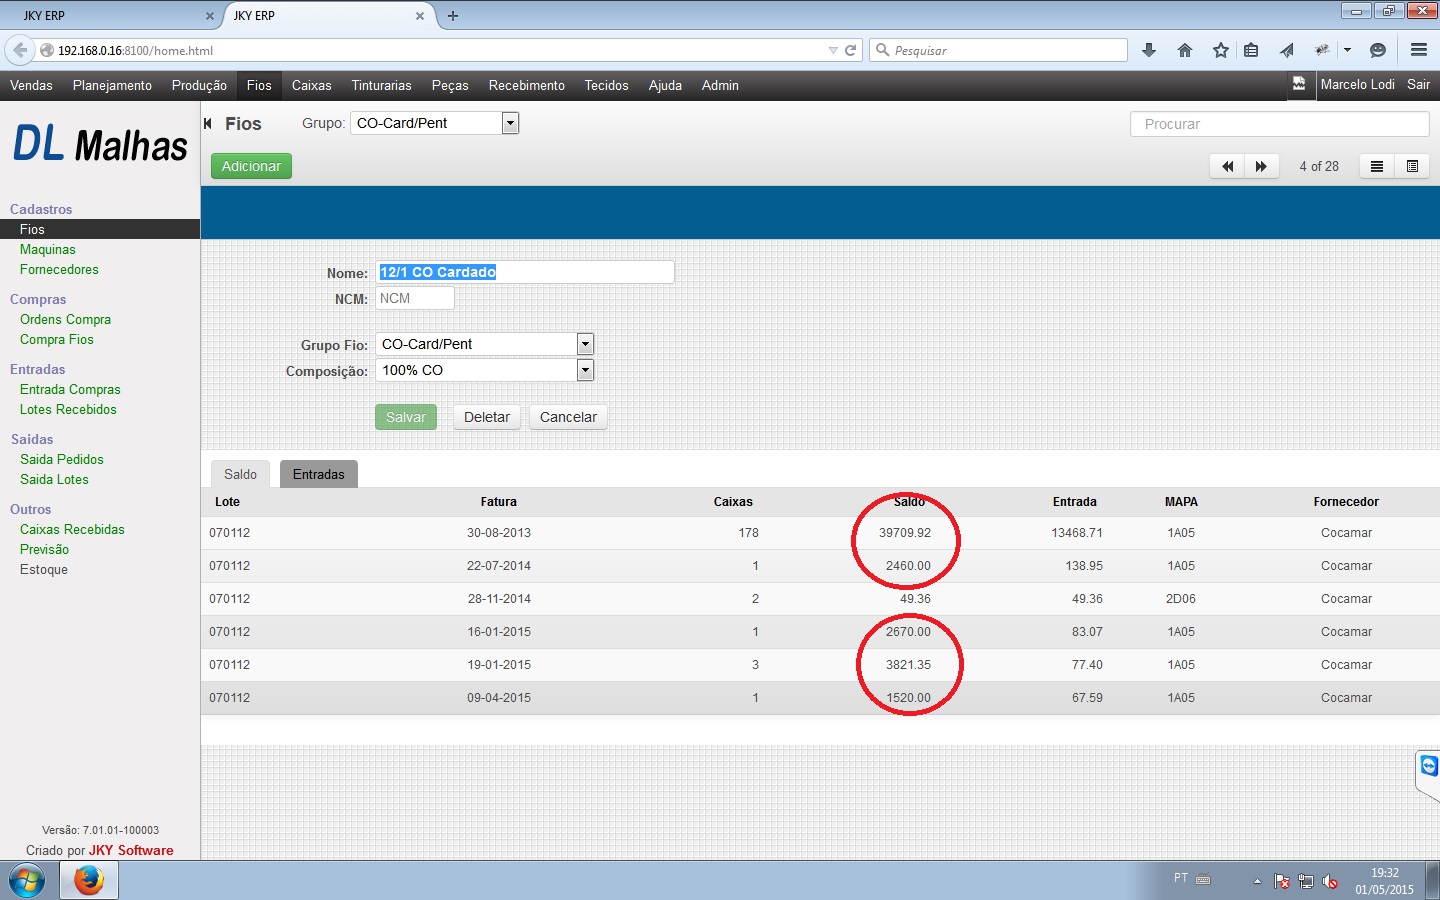 JKY ERP
JKY ERP
192.168.0.16:8100/home.html
Pesquisar
Vendas Planejamento Produção Fios Caixas Tinturarias Peças Recebimento Tecidos Ajuda Admin Marcelo Lodi Sair
DL Malhas
Fios Grupo: CO-Card/Pent
Procurar
Adicionar
4 of 28
Cadastros
Fios
Maquinas
Fornecedores
Compras
Ordens Compra
Compra Fios
Entradas
Entrada Compras
Lotes Recebidos
Saidas
Saida Pedidos
Saida Lotes
Outros
Caixas Recebidas
Previsão
Estoque
Versão: 7.01.01-100003
Criado por JKY Software
Nome: 12/1 CO Cardado
NCM: NCM
Grupo Fio: CO-Card/Pent
Composição: 100% CO
Salvar Deletar Cancelar
Saldo Entradas
Lote Fatura Caixas Saldo Entrada MAPA Fornecedor
070112 30-08-2013 178 39709.92 13468.71 1A05 Cocamar
070112 22-07-2014 1 2460.00 138.95 1A05 Cocamar
070112 28-11-2014 2 49.36 49.36 2D06 Cocamar
070112 16-01-2015 1 2670.00 83.07 1A05 Cocamar
070112 19-01-2015 3 3821.35 77.40 1A05 Cocamar
070112 09-04-2015 1 1520.00 67.59 1A05 Cocamar
PT
19:32
01/05/2015